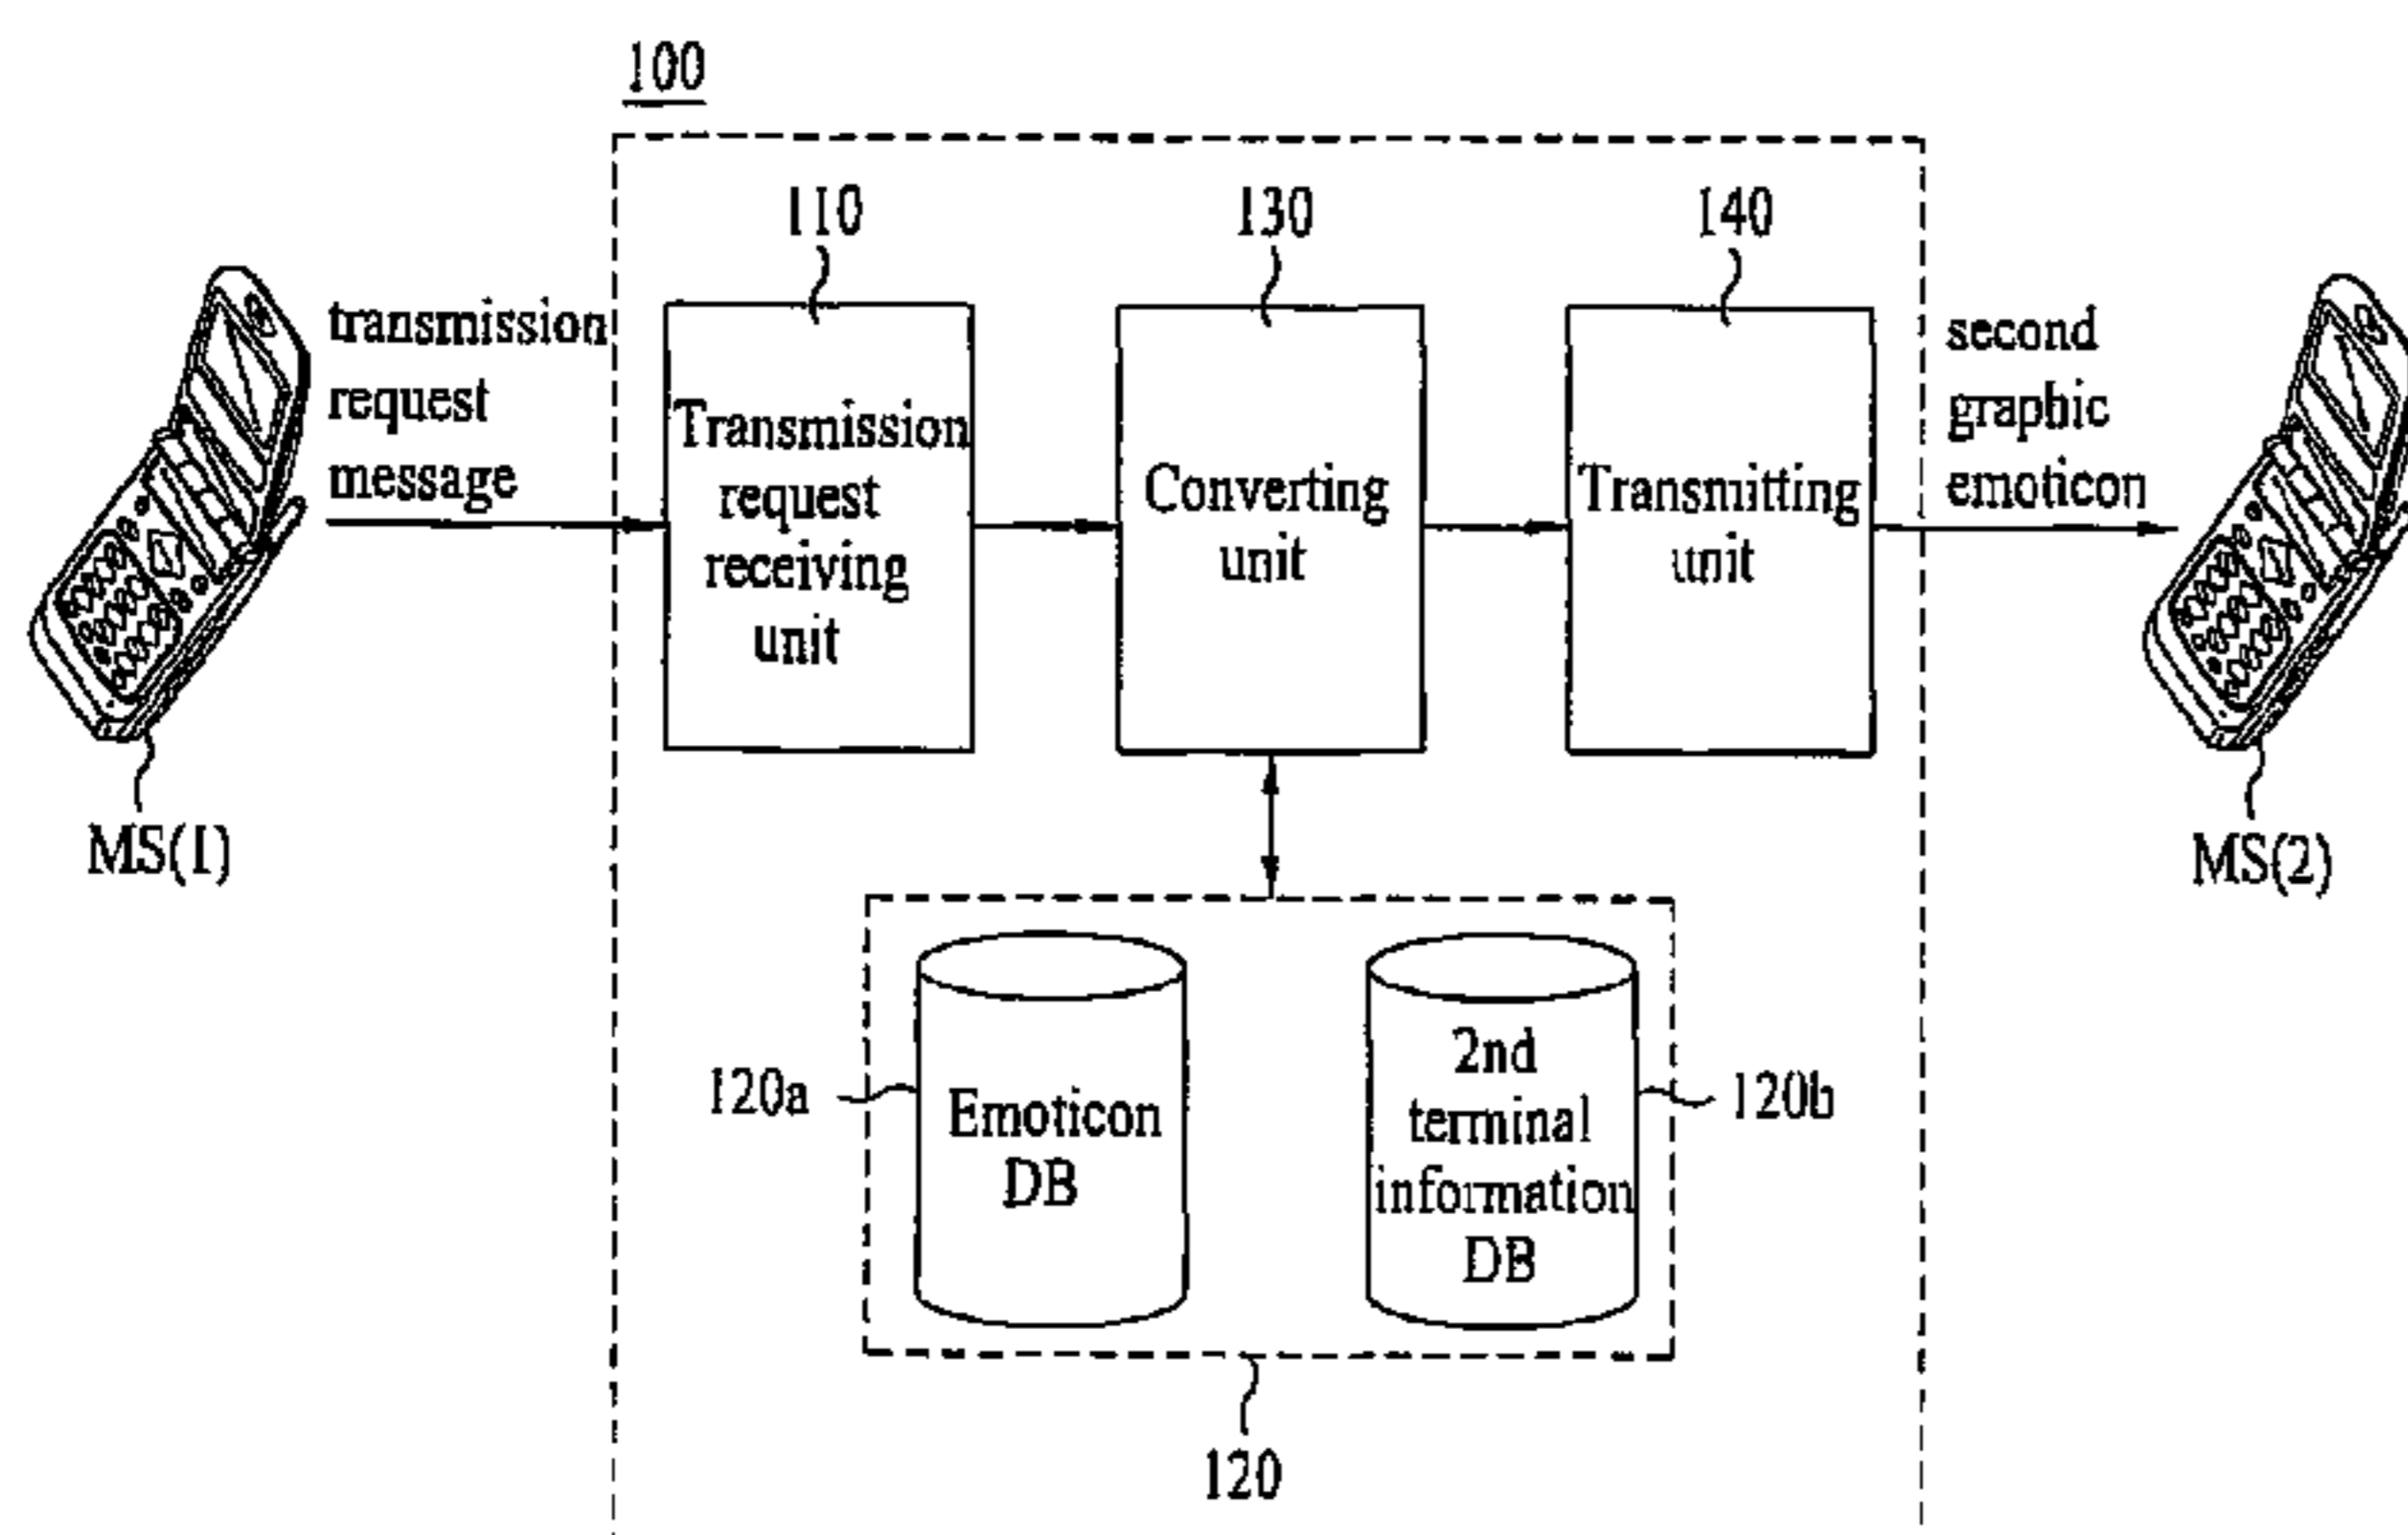 100
110
130
140
transmission
request
message
Transmission
request
receiving
unit
Converting
unit
Transmitting
unit
second
graphic
emoticon
MS(1)
MS(2)
120a
Emoticon
DB
2nd
terminal
information
DB
120b
120